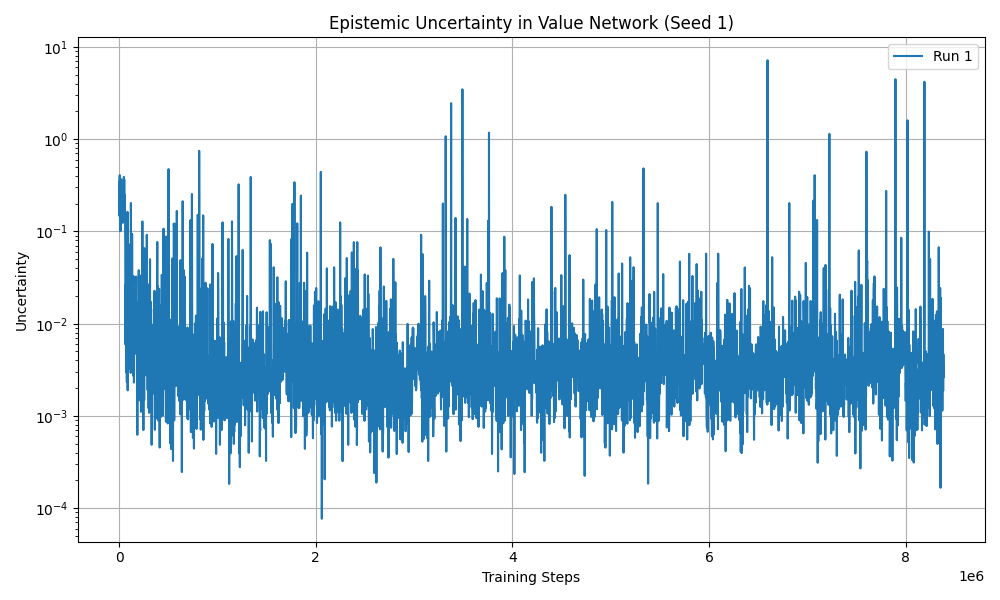 Epistemic Uncertainty in Value Network (Seed 1)
Run 1
Uncertainty
10^1
10^0
10^-1
10^-2
10^-3
10^-4
0 2 4 6 8
1e6
Training Steps